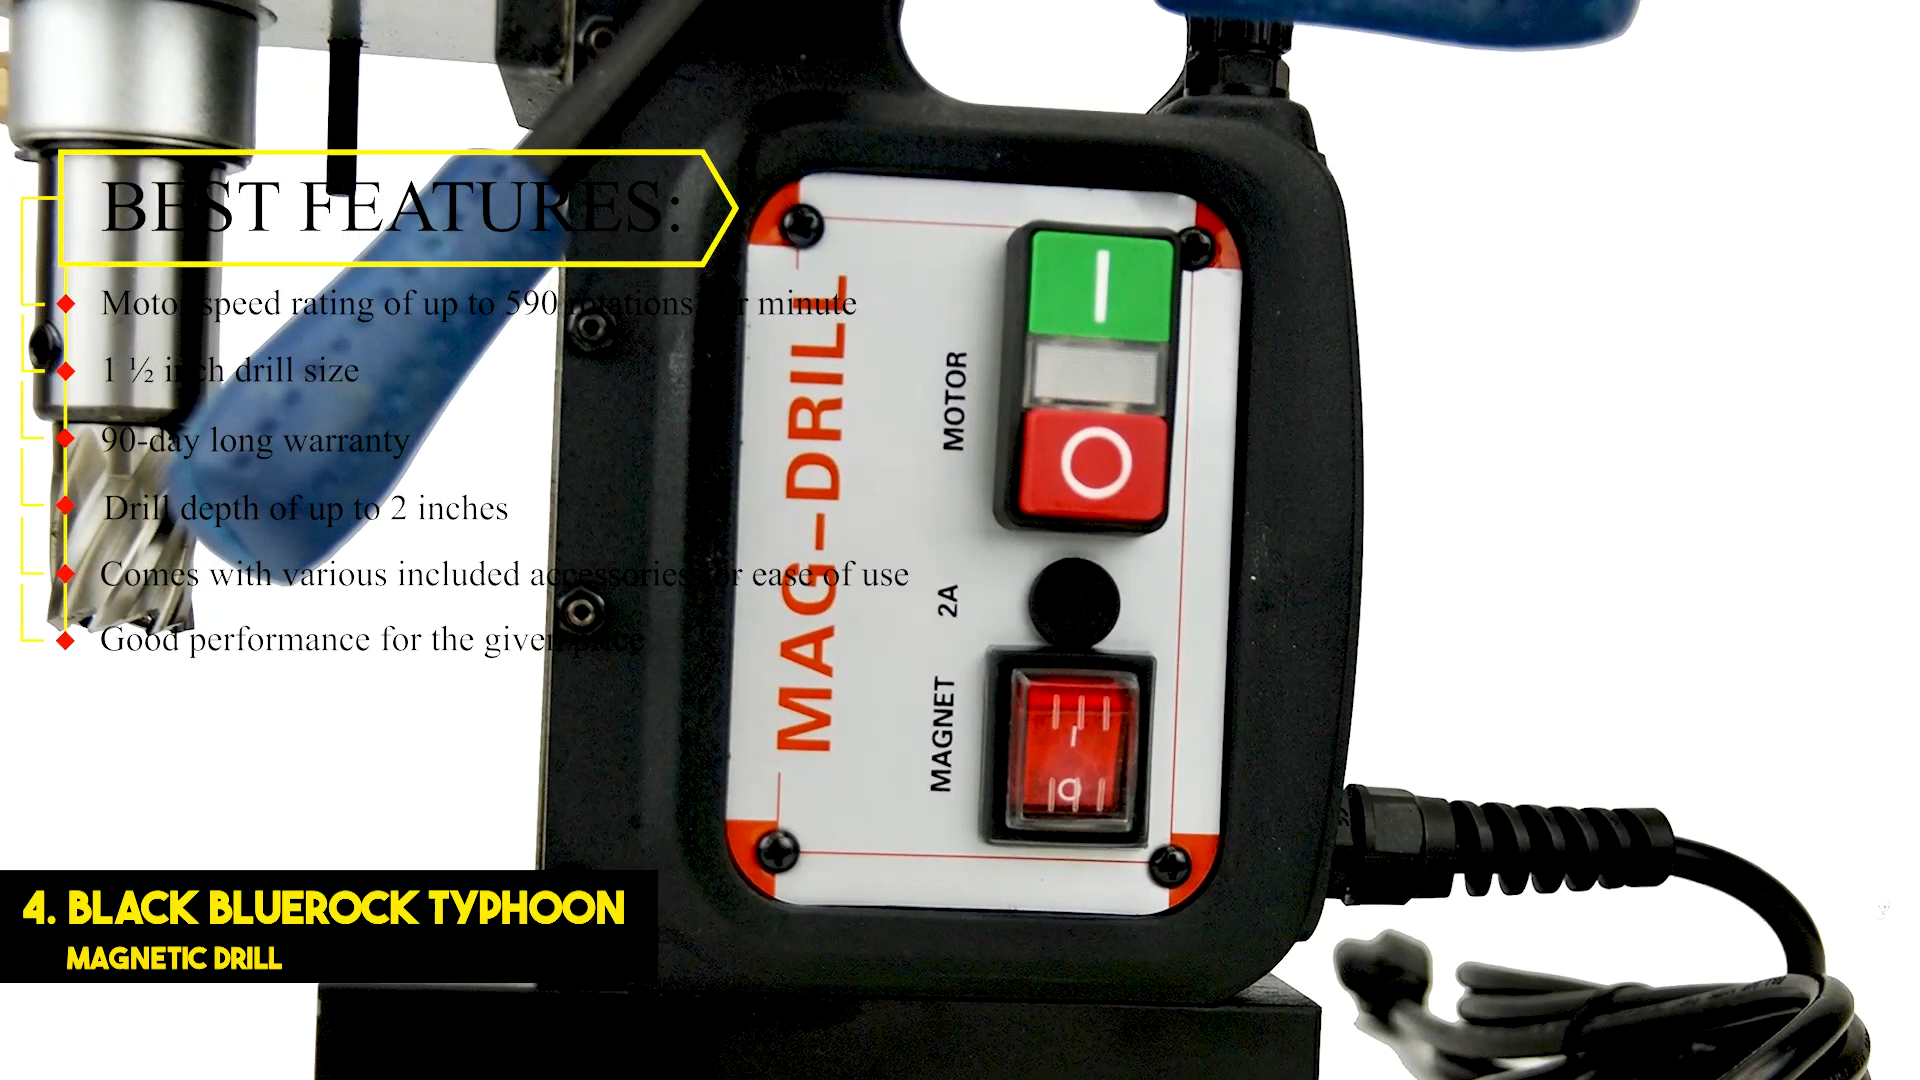 BEST FEATURES:
Motor speed rating of up to 590 rotations per minute
1 ½ inch drill size
90-day long warranty
Drill depth of up to 2 inches
Comes with various included accessories for ease of use
Good performance for the given price
MAG-DRILL
MOTOR
2A
MAGNET
4. BLACK BLUEROCK TYPHOON
MAGNETIC DRILL